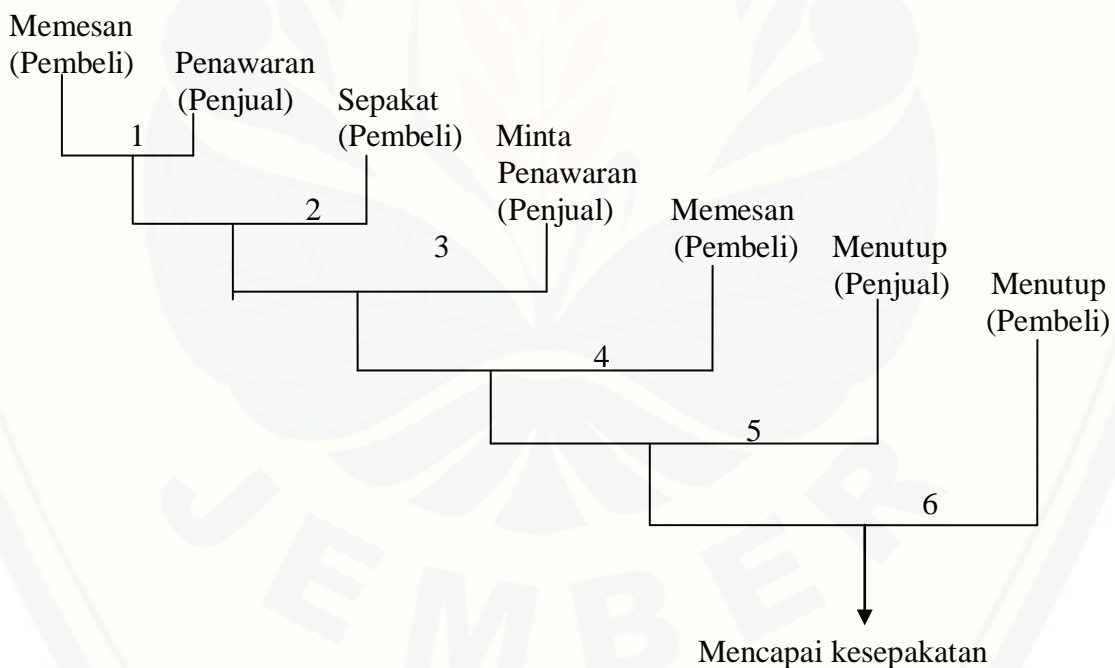 Memesan
(Pembeli)
Penawaran
(Penjual)
Sepakat
(Pembeli)
Minta
Penawaran
(Penjual)
Memesan
(Pembeli)
Menutup
(Penjual)
Menutup
(Pembeli)
1
2
3
4
5
6
Mencapai kesepakatan
JEMBER